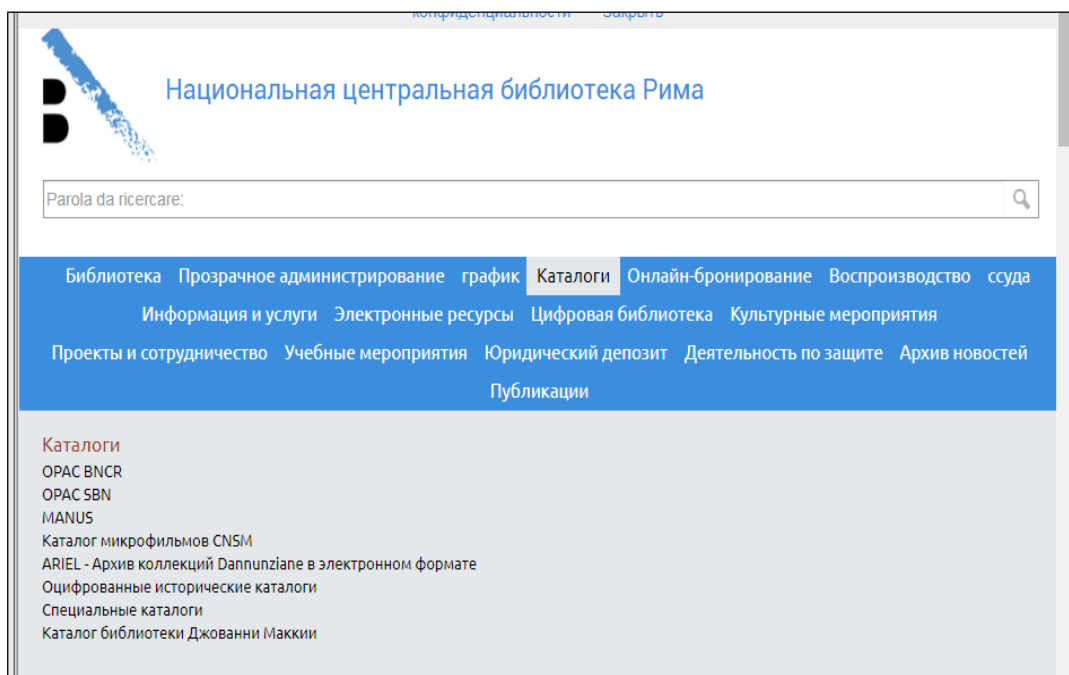 конфиденциальности Закрыть
Национальная центральная библиотека Рима
Parola da ricercare:
Библиотека Прозрачное администрирование график Каталоги Онлайн-бронирование Воспроизводство ссуда
Информация и услуги Электронные ресурсы Цифровая библиотека Культурные мероприятия
Проекты и сотрудничество Учебные мероприятия Юридический депозит Деятельность по защите Архив новостей
Публикации
Каталоги
OPAC BNCR
OPAC SBN
MANUS
Каталог микрофильмов CNSM
ARIEL - Архив коллекций Dannunziane в электронном формате
Оцифрованные исторические каталоги
Специальные каталоги
Каталог библиотеки Джованни Маккии